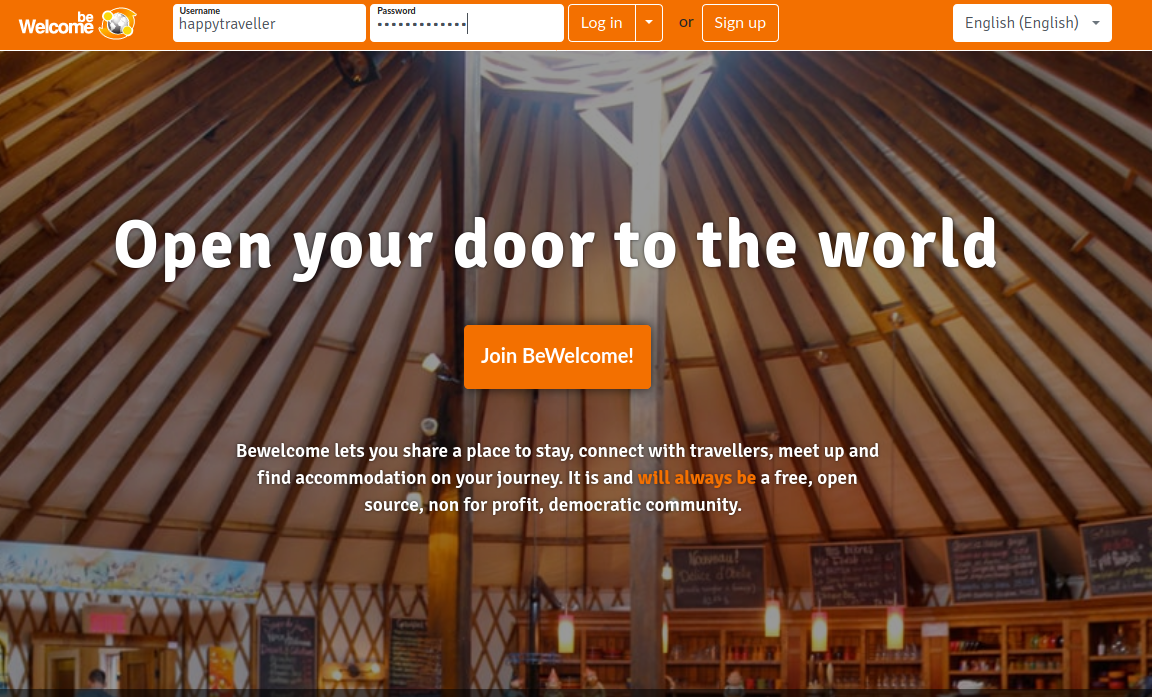 be
Welcome
Username
happytraveller
Password
•••••••••••••
Log in
or
Sign up
English (English)
Open your door to the world
Join BeWelcome!
Bewelcome lets you share a place to stay, connect with travellers, meet up and
find accommodation on your journey. It is and will always be a free, open
source, non for profit, democratic community.
Nouveau!